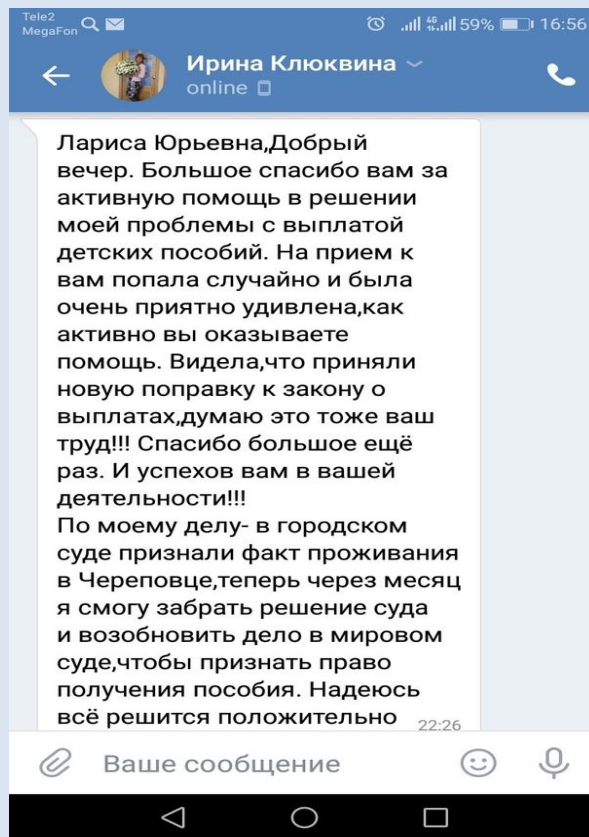 Tele2
MegaFon
4G
59%
16:56
Ирина Клюквина
online
Лариса Юрьевна,Добрый
вечер. Большое спасибо вам за
активную помощь в решении
моей проблемы с выплатой
детских пособий. На прием к
вам попала случайно и была
очень приятно удивлена,как
активно вы оказываете
помощь. Видела,что приняли
новую поправку к закону о
выплатах,думаю это тоже ваш
труд!!! Спасибо большое ещё
раз. И успехов вам в вашей
деятельности!!!
По моему делу- в городском
суде признали факт проживания
в Череповце,теперь через месяц
я смогу забрать решение суда
и возобновить дело в мировом
суде,чтобы признать право
получения пособия. Надеюсь
всё решится положительно
22:26
Ваше сообщение